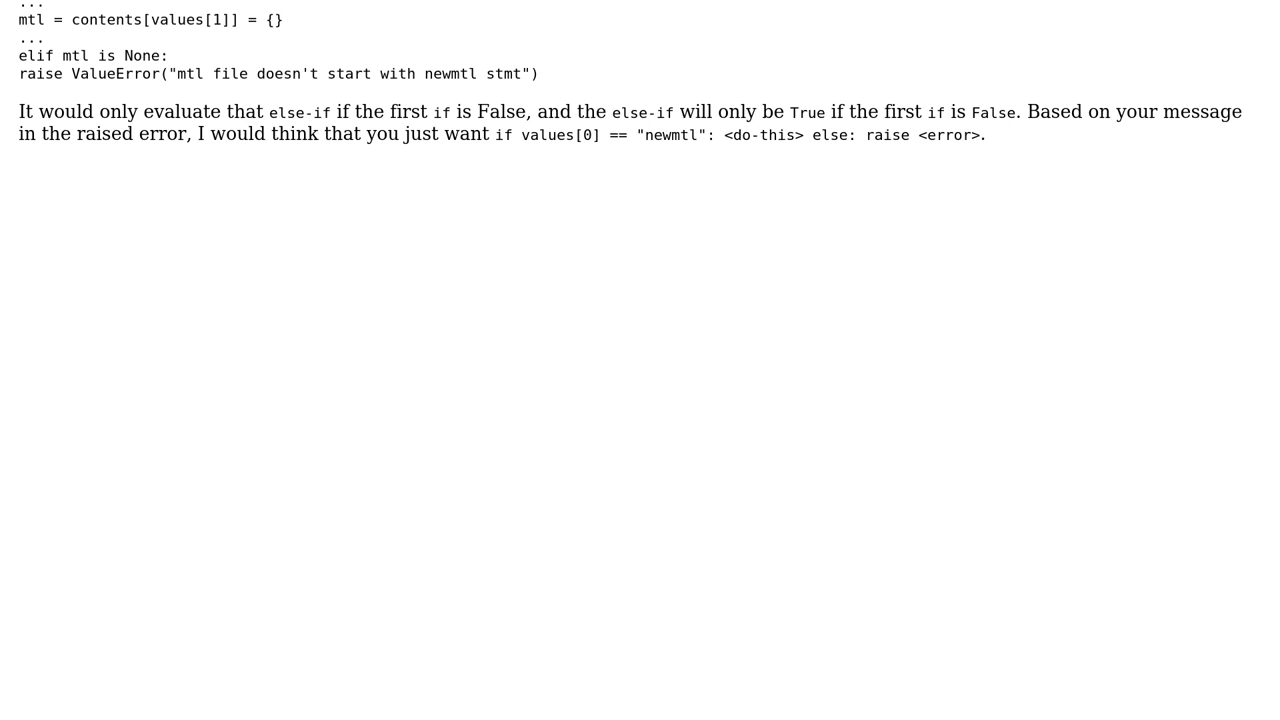 ...
mtl = contents[values[1]] = {}
...
elif mtl is None:
raise ValueError("mtl file doesn't start with newmtl stmt")
It would only evaluate that else-if if the first if is False, and the else-if will only be True if the first if is False. Based on your message
in the raised error, I would think that you just want if values[0] == "newmtl": <do-this> else: raise <error>.